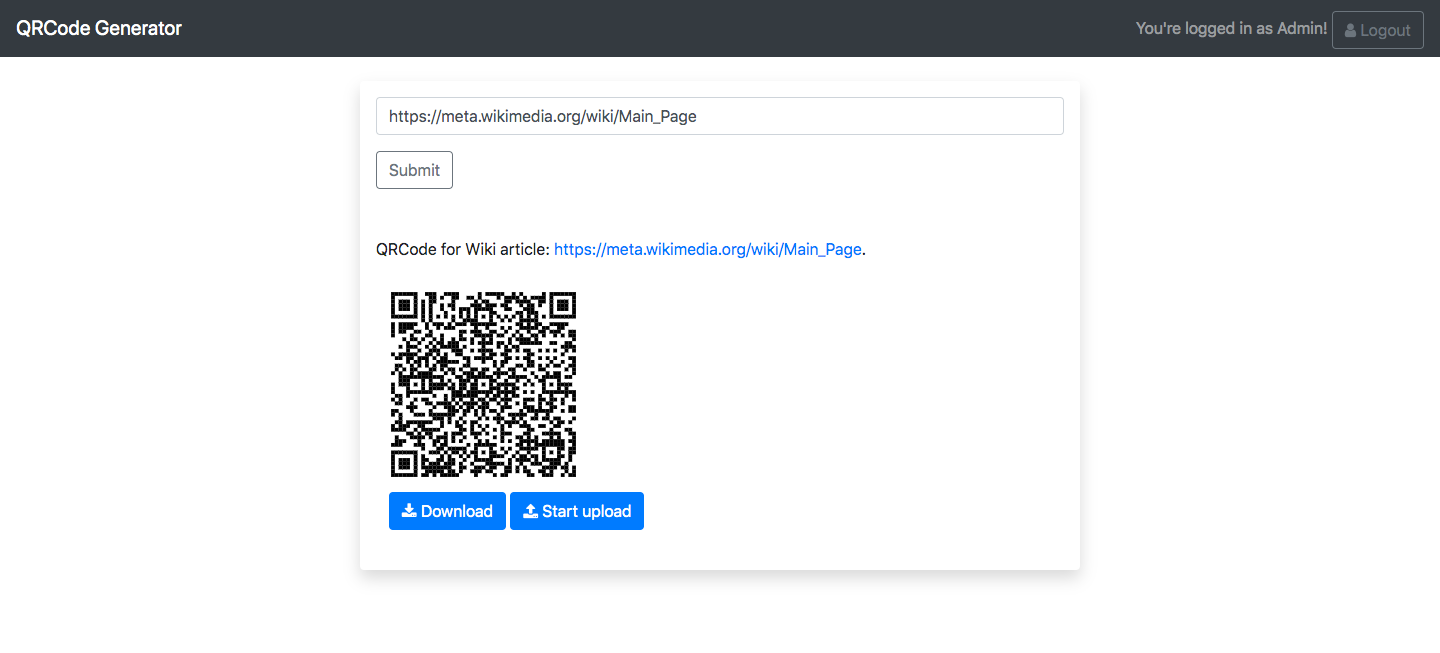 QRCode Generator
You're logged in as Admin! Logout
https://meta.wikimedia.org/wiki/Main_Page
Submit
QRCode for Wiki article: https://meta.wikimedia.org/wiki/Main_Page.
Download Start upload